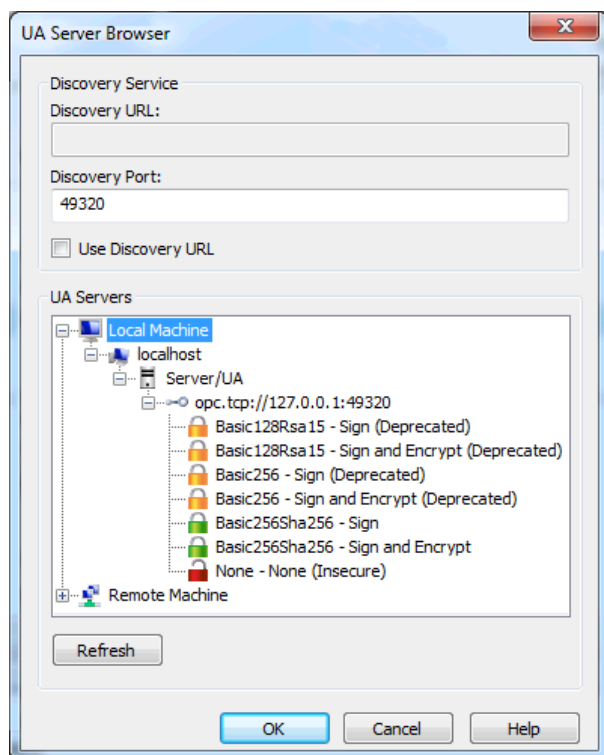 UA Server Browser
Discovery Service
Discovery URL:
Discovery Port:
49320
Use Discovery URL
UA Servers
Local Machine
localhost
Server/UA
opc.tcp://127.0.0.1:49320
Basic128Rsa15 - Sign (Deprecated)
Basic128Rsa15 - Sign and Encrypt (Deprecated)
Basic256 - Sign (Deprecated)
Basic256 - Sign and Encrypt (Deprecated)
Basic256Sha256 - Sign
Basic256Sha256 - Sign and Encrypt
None - None (Insecure)
Remote Machine
Refresh
OK Cancel Help